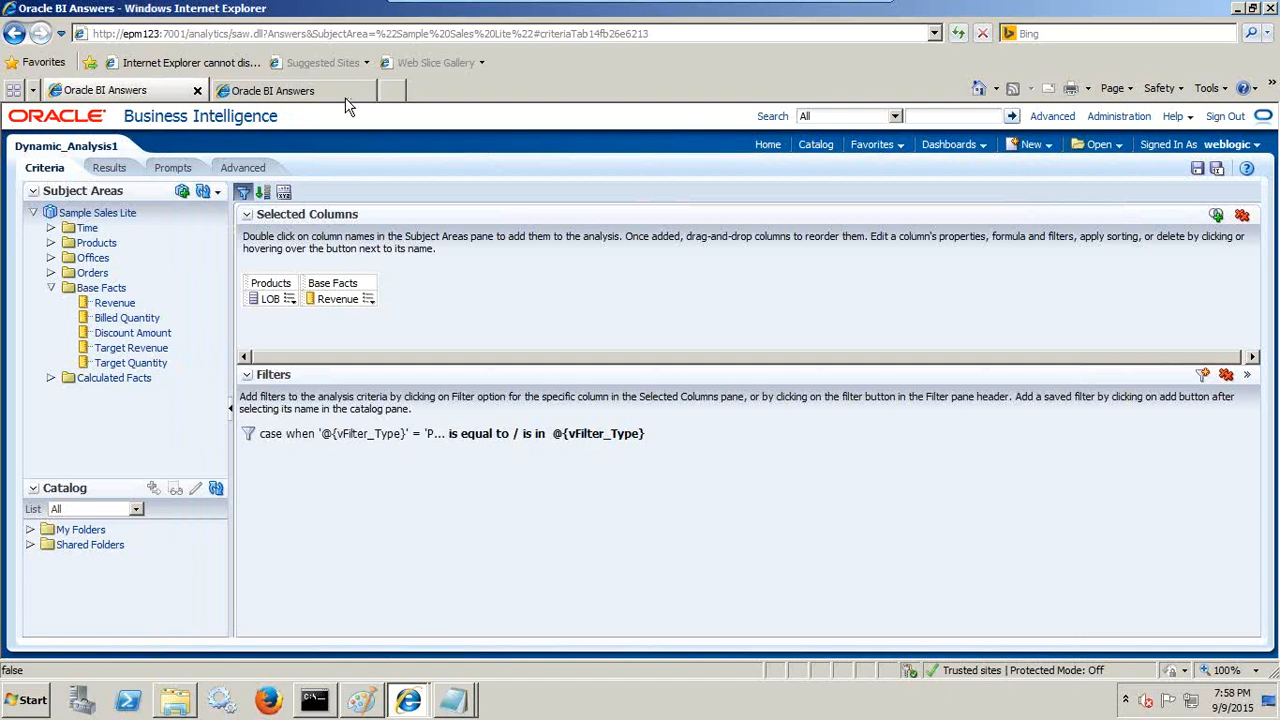 Oracle BI Answers - Windows Internet Explorer
http://epm123:7001/analytics/saw.dll?Answers&SubjectArea=%22Sample%20Sales%20Lite%22#criteriaTab14fb26e6213
Bing
Favorites
Internet Explorer cannot dis...
Suggested Sites
Web Slice Gallery
Oracle BI Answers
Oracle BI Answers
Page
Safety
Tools
ORACLE Business Intelligence
Search
All
Advanced
Administration
Help
Sign Out
Dynamic_Analysis1
Home
Catalog
Favorites
Dashboards
New
Open
Signed In As weblogic
Criteria
Results
Prompts
Advanced
Subject Areas
Sample Sales Lite
Time
Products
Offices
Orders
Base Facts
Revenue
Billed Quantity
Discount Amount
Target Revenue
Target Quantity
Calculated Facts
Catalog
List All
My Folders
Shared Folders
Selected Columns
Double click on column names in the Subject Areas pane to add them to the analysis. Once added, drag-and-drop columns to reorder them. Edit a column's properties, formula and filters, apply sorting, or delete by clicking or
hovering over the button next to its name.
Products
Base Facts
LOB
Revenue
Filters
Add filters to the analysis criteria by clicking on Filter option for the specific column in the Selected Columns pane, or by clicking on the filter button in the Filter pane header. Add a saved filter by clicking on add button after
selecting its name in the catalog pane.
case when '@{vFilter_Type}' = 'P... is equal to / is in @{vFilter_Type}
false
Trusted sites | Protected Mode: Off
100%
Start
7:58 PM
9/9/2015